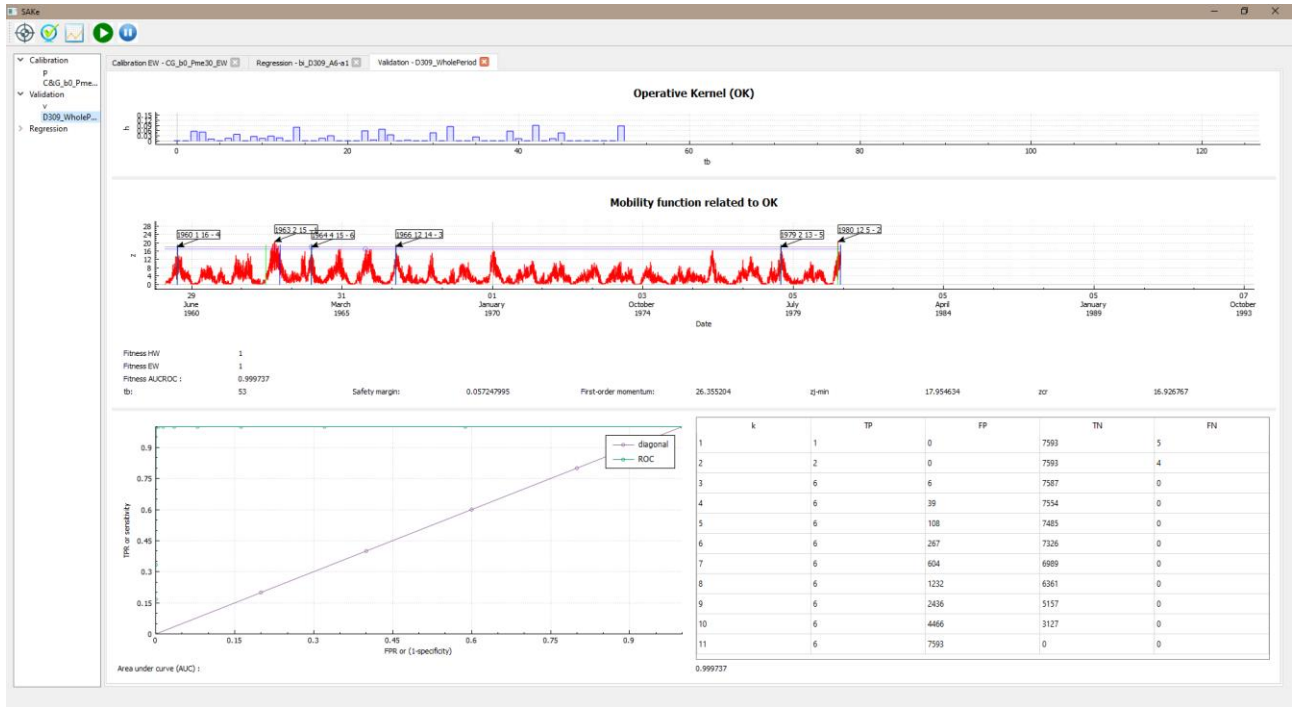 SAKe
Calibration
p
C&G_b0_Pme...
Validation
v
D309_WholeP...
Regression
Calibration EW - CG_b0_Pme30_EW
Regression - bi_D309_A6-a1
Validation - D309_WholePeriod
Operative Kernel (OK)
h
0.15
0
0 20 40 60 80 100 120
tb
Mobility function related to OK
z
28
24
20
16
12
8
4
0
1960 1 16 - 4
1963 2 15
1964 4 15 - 6
1966 12 14 - 3
1979 2 13 - 5
1980 12 5 - 2
29 31 01 03 05 05 05 07
June March January October July April January October
1960 1965 1970 1974 1979 1984 1989 1993
Date
Fitness HW 1
Fitness EW 1
Fitness AUCROC : 0.999737
tb: 53 Safety margin: 0.057247995 First-order momentum: 26.355204 zj-min 17.954634 zcr 16.926767
TPR or sensitivity
0.9
0.75
0.6
0.45
0.3
0.15
0
diagonal
ROC
0 0.15 0.3 0.45 0.6 0.75 0.9
FPR or (1-specificity)
k TP FP TN FN
1 1 0 7593 5
2 2 0 7593 4
3 6 6 7587 0
4 6 39 7554 0
5 6 108 7485 0
6 6 267 7326 0
7 6 604 6989 0
8 6 1232 6361 0
9 6 2436 5157 0
10 6 4466 3127 0
11 6 7593 0 0
Area under curve (AUC) : 0.999737